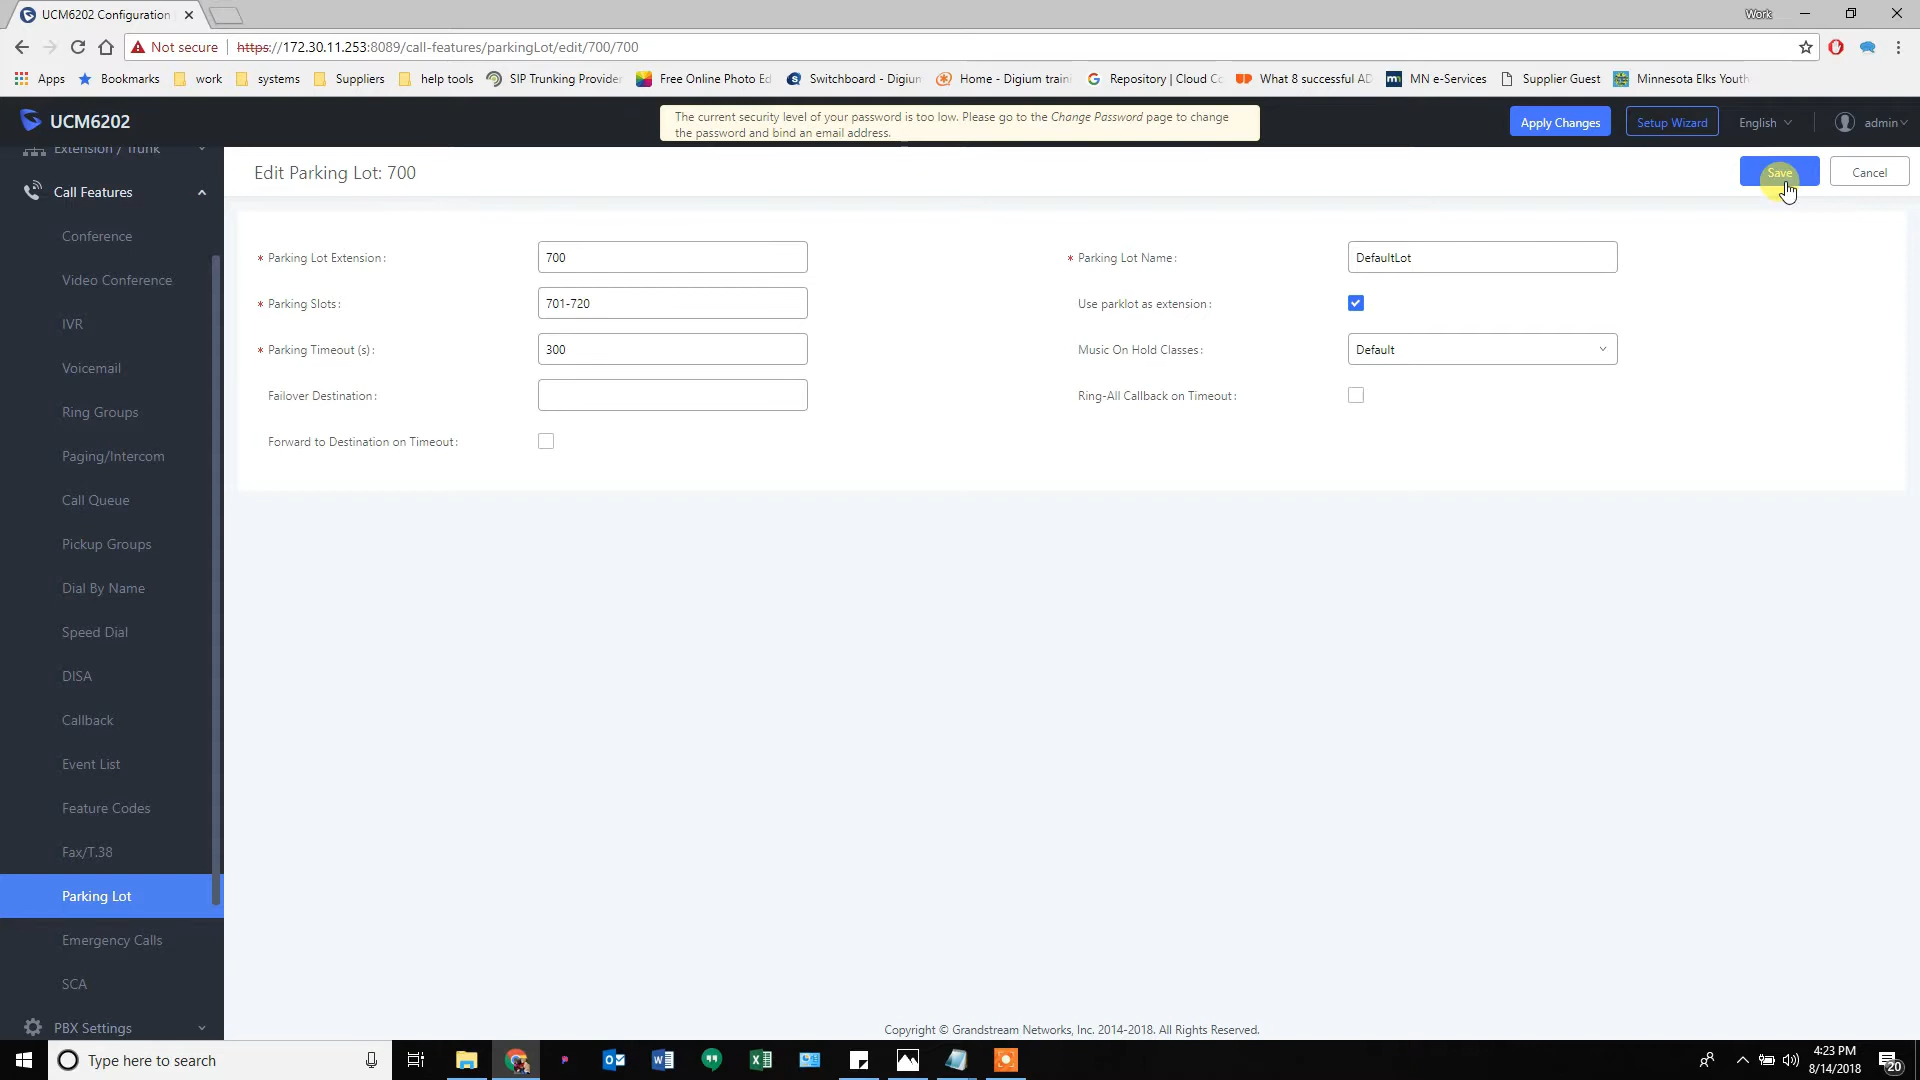 UCM6202 Configuration
Work
Not secure
https://172.30.11.253:8089/call-features/parkingLot/edit/700/700
Apps
Bookmarks
work
systems
Suppliers
help tools
SIP Trunking Provider
Free Online Photo Ed
Switchboard - Digium
Home - Digium traini
Repository | Cloud Co
What 8 successful AD
MN e-Services
Supplier Guest
Minnesota Elks Youth
UCM6202
The current security level of your password is too low. Please go to the Change Password page to change
the password and bind an email address.
Apply Changes
Setup Wizard
English
admin
Extension / Trunk
Call Features
Conference
Video Conference
IVR
Voicemail
Ring Groups
Paging/Intercom
Call Queue
Pickup Groups
Dial By Name
Speed Dial
DISA
Callback
Event List
Feature Codes
Fax/T.38
Parking Lot
Emergency Calls
SCA
PBX Settings
Edit Parking Lot: 700
Save
Cancel
* Parking Lot Extension: 700
* Parking Lot Name: DefaultLot
* Parking Slots: 701-720
Use parklot as extension:
* Parking Timeout (s): 300
Music On Hold Classes: Default
Failover Destination:
Ring-All Callback on Timeout:
Forward to Destination on Timeout:
Copyright © Grandstream Networks, Inc. 2014-2018. All Rights Reserved.
Type here to search
4:23 PM
8/14/2018
20